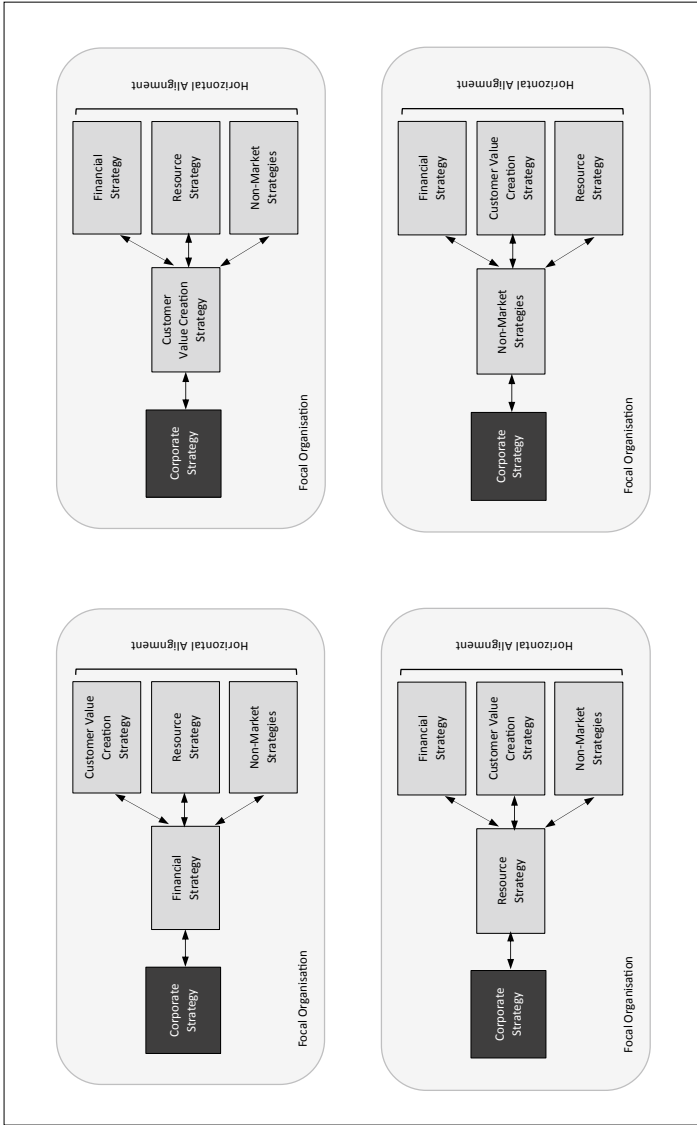 Focal Organisation
Corporate
Strategy
Financial
Strategy
Customer Value
Creation
Strategy
Resource
Strategy
Non-Market
Strategies
Horizontal Alignment
Focal Organisation
Corporate
Strategy
Customer
Value Creation
Strategy
Financial
Strategy
Resource
Strategy
Non-Market
Strategies
Horizontal Alignment
Focal Organisation
Corporate
Strategy
Resource
Strategy
Financial
Strategy
Customer Value
Creation
Strategy
Non-Market
Strategies
Horizontal Alignment
Focal Organisation
Corporate
Strategy
Non-Market
Strategies
Financial
Strategy
Customer Value
Creation
Strategy
Resource
Strategy
Horizontal Alignment